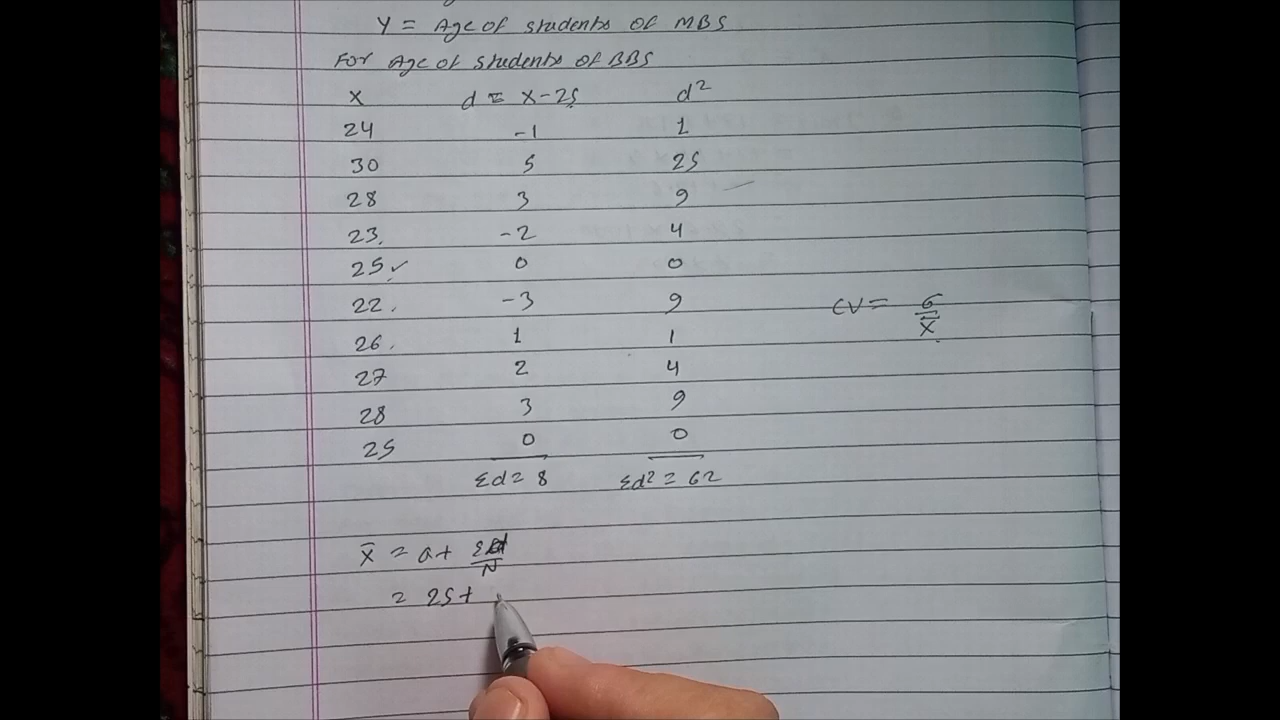 Y = Age of students of MBS
For Age of students of BBS
X d = X-25 d²
24 -1 1
30 5 25
28 3 9
23. -2 4
25✓ 0 0
22. -3 9
26. 1 1
27 2 4
28 3 9
25 0 0
Σd = 8 Σd² = 62
CV = σ/X̄
X̄ = a + Σd/N
= 25 +